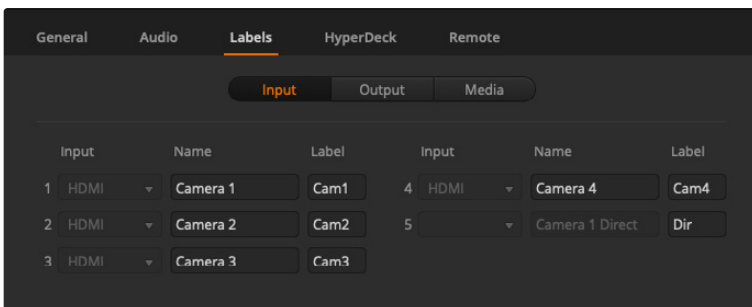 General Audio Labels HyperDeck Remote
Input Output Media
Input Name Label Input Name Label
1 HDMI Camera 1 Cam1 4 HDMI Camera 4 Cam4
2 HDMI Camera 2 Cam2 5 Camera 1 Direct Dir
3 HDMI Camera 3 Cam3